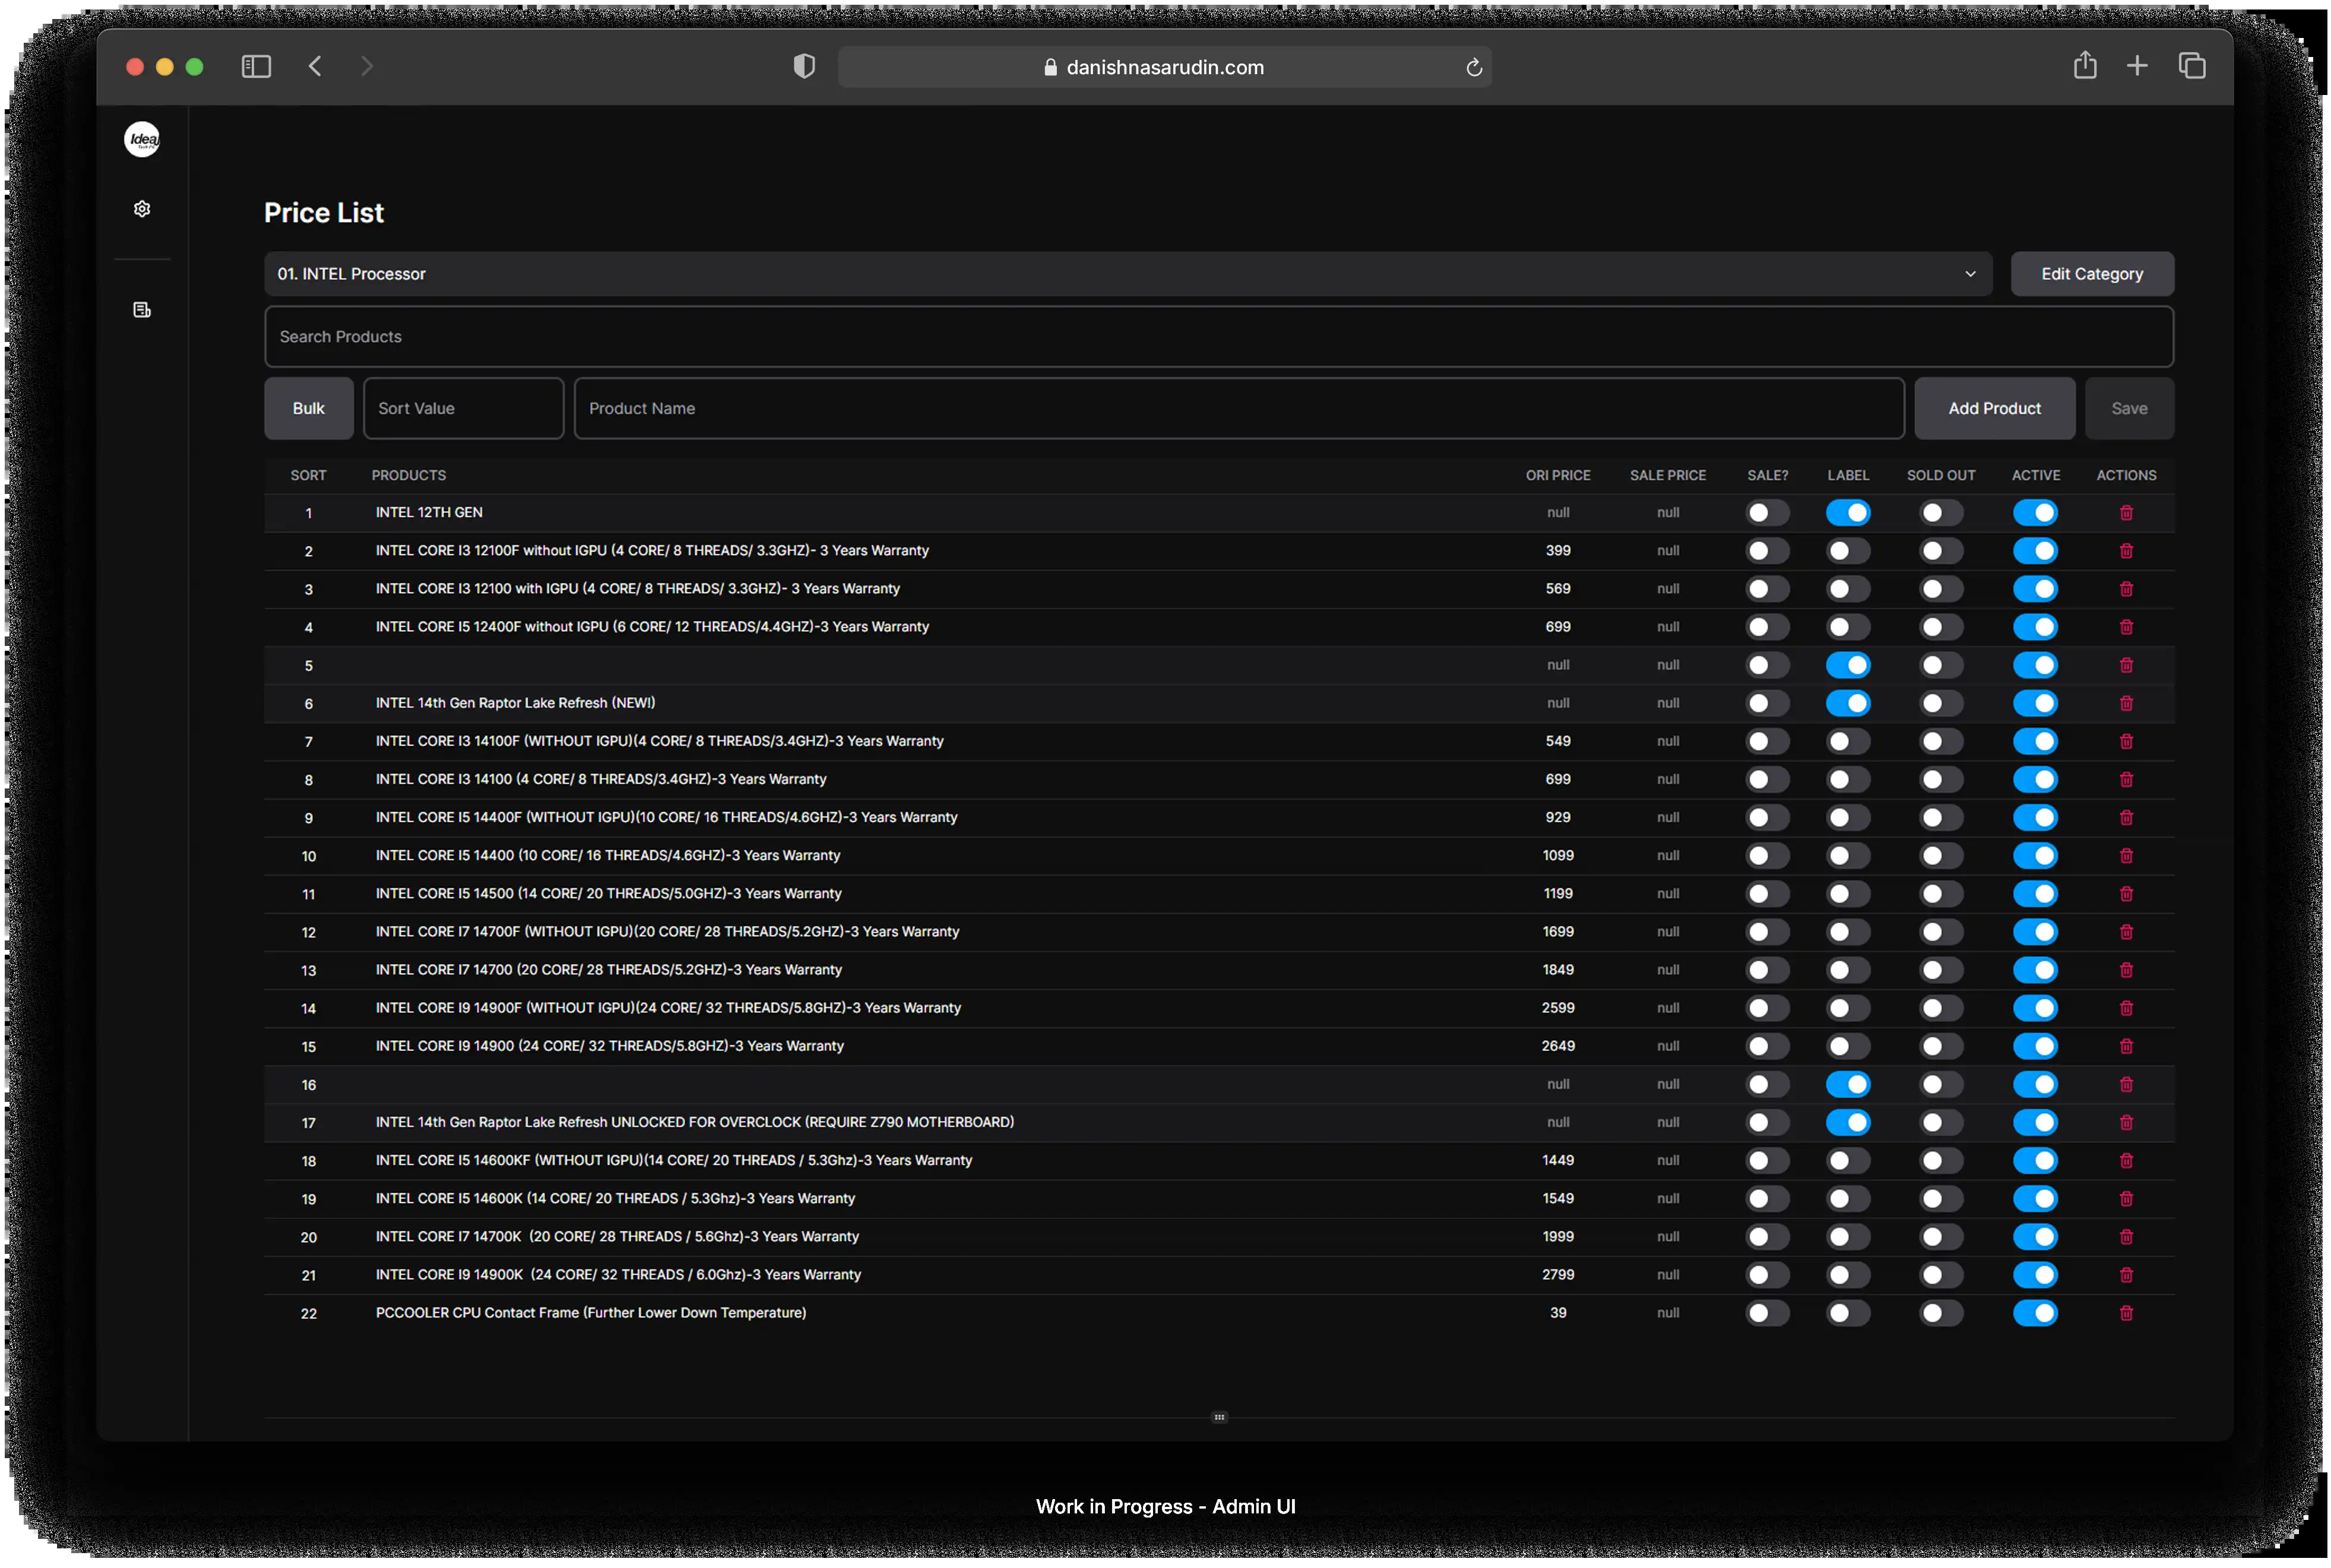 danishnasarudin.com
Idea
Price List
01. INTEL Processor
Edit Category
Search Products
Bulk Sort Value Product Name Add Product Save
SORT PRODUCTS ORI PRICE SALE PRICE SALE? LABEL SOLD OUT ACTIVE ACTIONS
1 INTEL 12TH GEN null null
2 INTEL CORE I3 12100F without IGPU (4 CORE/ 8 THREADS/ 3.3GHZ)- 3 Years Warranty 399 null
3 INTEL CORE I3 12100 with IGPU (4 CORE/ 8 THREADS/ 3.3GHZ)- 3 Years Warranty 569 null
4 INTEL CORE I5 12400F without IGPU (6 CORE/ 12 THREADS/4.4GHZ)-3 Years Warranty 699 null
5 null null
6 INTEL 14th Gen Raptor Lake Refresh (NEW!) null null
7 INTEL CORE I3 14100F (WITHOUT IGPU)(4 CORE/ 8 THREADS/3.4GHZ)-3 Years Warranty 549 null
8 INTEL CORE I3 14100 (4 CORE/ 8 THREADS/3.4GHZ)-3 Years Warranty 699 null
9 INTEL CORE I5 14400F (WITHOUT IGPU)(10 CORE/ 16 THREADS/4.6GHZ)-3 Years Warranty 929 null
10 INTEL CORE I5 14400 (10 CORE/ 16 THREADS/4.6GHZ)-3 Years Warranty 1099 null
11 INTEL CORE I5 14500 (14 CORE/ 20 THREADS/5.0GHZ)-3 Years Warranty 1199 null
12 INTEL CORE I7 14700F (WITHOUT IGPU)(20 CORE/ 28 THREADS/5.2GHZ)-3 Years Warranty 1699 null
13 INTEL CORE I7 14700 (20 CORE/ 28 THREADS/5.2GHZ)-3 Years Warranty 1849 null
14 INTEL CORE I9 14900F (WITHOUT IGPU)(24 CORE/ 32 THREADS/5.8GHZ)-3 Years Warranty 2599 null
15 INTEL CORE I9 14900 (24 CORE/ 32 THREADS/5.8GHZ)-3 Years Warranty 2649 null
16 null null
17 INTEL 14th Gen Raptor Lake Refresh UNLOCKED FOR OVERCLOCK (REQUIRE Z790 MOTHERBOARD) null null
18 INTEL CORE I5 14600KF (WITHOUT IGPU)(14 CORE/ 20 THREADS / 5.3Ghz)-3 Years Warranty 1449 null
19 INTEL CORE I5 14600K (14 CORE/ 20 THREADS / 5.3Ghz)-3 Years Warranty 1549 null
20 INTEL CORE I7 14700K  (20 CORE/ 28 THREADS / 5.6Ghz)-3 Years Warranty 1999 null
21 INTEL CORE I9 14900K  (24 CORE/ 32 THREADS / 6.0Ghz)-3 Years Warranty 2799 null
22 PCCOOLER CPU Contact Frame (Further Lower Down Temperature) 39 null
Work in Progress - Admin UI